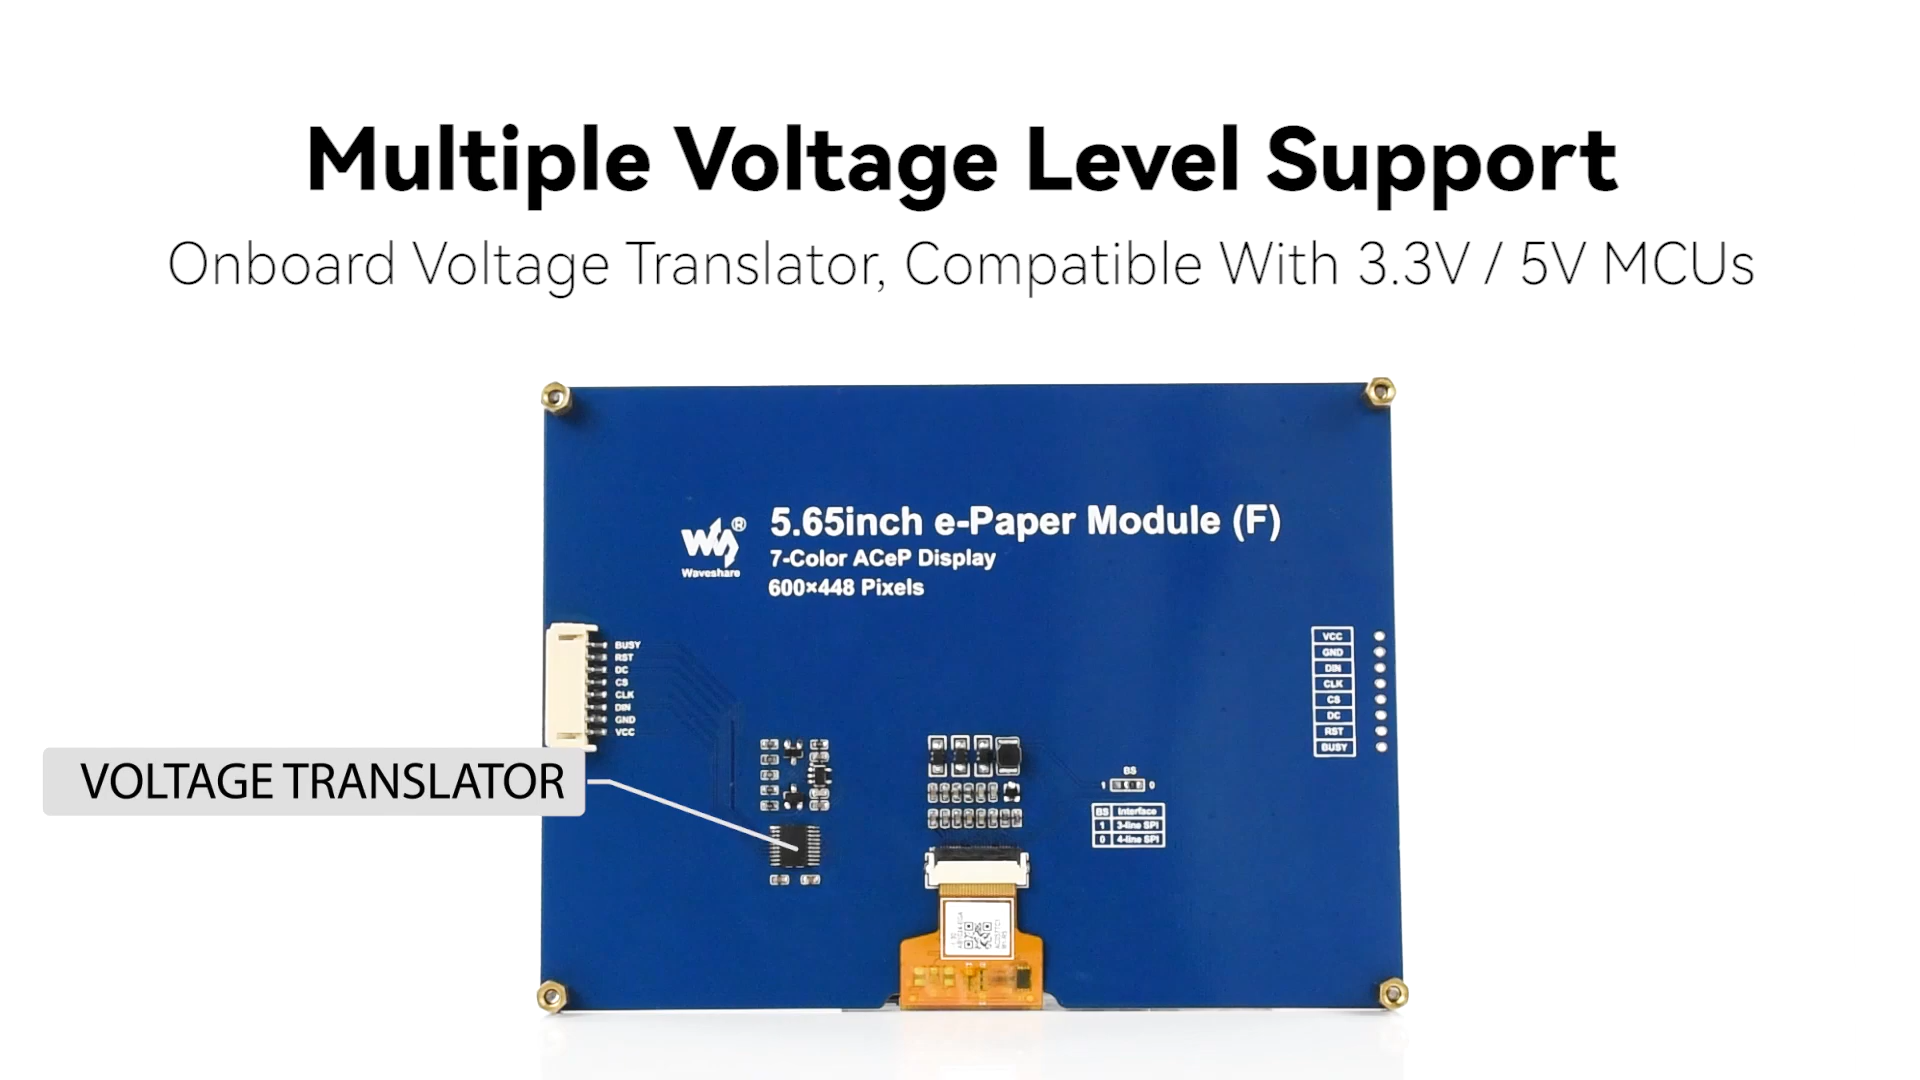 Multiple Voltage Level Support
Onboard Voltage Translator, Compatible With 3.3V / 5V MCUs
5.65inch e-Paper Module (F)
7-Color ACeP Display
600×448 Pixels
®
Waveshare
BUSY
RST
DC
CS
CLK
DIN
GND
VCC
VOLTAGE TRANSLATOR
BS
1 0
BS Interface
1 3-line SPI
0 4-line SPI
VCC
GND
DIN
CLK
CS
DC
RST
BUSY